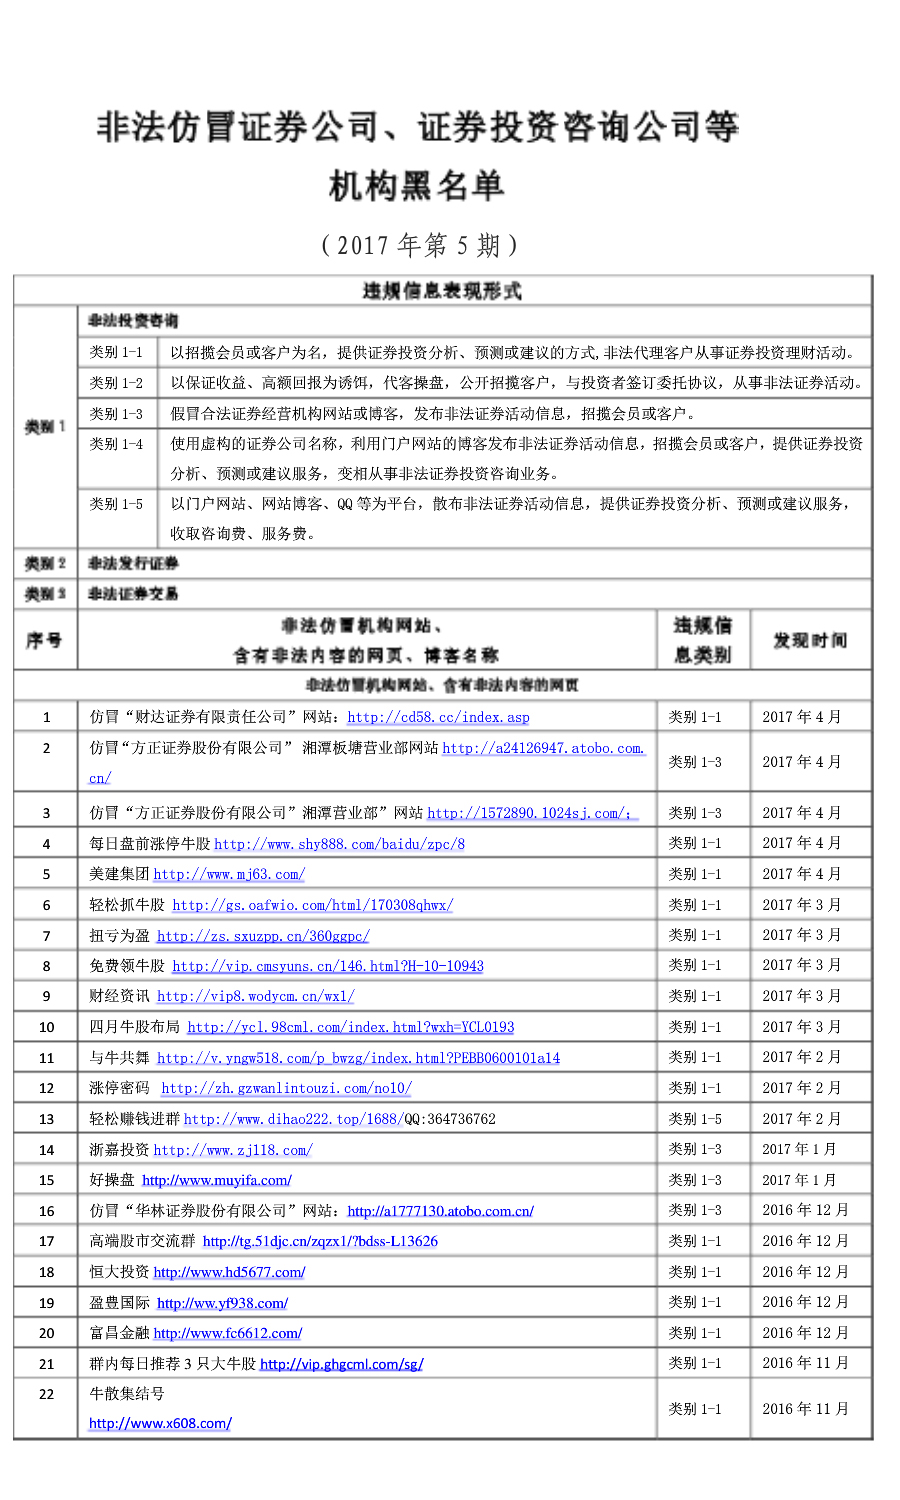 非法仿冒证券公司、证券投资咨询公司等
机构黑名单
（2017 年第 5 期）
违规信息表现形式
类别 1
非法投资咨询
类别 1-1 以招揽会员或客户为名，提供证券投资分析、预测或建议的方式,非法代理客户从事证券投资理财活动。
类别 1-2 以保证收益、高额回报为诱饵，代客操盘，公开招揽客户，与投资者签订委托协议，从事非法证券活动。
类别 1-3 假冒合法证券经营机构网站或博客，发布非法证券活动信息，招揽会员或客户。
类别 1-4 使用虚构的证券公司名称，利用门户网站的博客发布非法证券活动信息，招揽会员或客户，提供证券投资
分析、预测或建议服务，变相从事非法证券投资咨询业务。
类别 1-5 以门户网站、网站博客、QQ 等为平台，散布非法证券活动信息，提供证券投资分析、预测或建议服务，
收取咨询费、服务费。
类别 2 非法发行证券
类别 3 非法证券交易
序号
非法仿冒机构网站、
含有非法内容的网页、博客名称
违规信
息类别
发现时间
非法仿冒机构网站、含有非法内容的网页
1 仿冒“财达证券有限责任公司”网站：http://cd58.cc/index.asp 类别 1-1 2017 年 4 月
2 仿冒“方正证券股份有限公司” 湘潭板塘营业部网站 http://a24126947.atobo.com.
cn/ 类别 1-3 2017 年 4 月
3 仿冒“方正证券股份有限公司”湘潭营业部”网站 http://1572890.1024sj.com/； 类别 1-3 2017 年 4 月
4 每日盘前涨停牛股 http://www.shy888.com/baidu/zpc/8 类别 1-1 2017 年 4 月
5 美建集团 http://www.mj63.com/ 类别 1-1 2017 年 4 月
6 轻松抓牛股 http://gs.oafwio.com/html/170308qhwx/ 类别 1-1 2017 年 3 月
7 扭亏为盈 http://zs.sxuzpp.cn/360ggpc/ 类别 1-1 2017 年 3 月
8 免费领牛股 http://vip.cmsyuns.cn/146.html?H-10-10943 类别 1-1 2017 年 3 月
9 财经资讯 http://vip8.wodycm.cn/wx1/ 类别 1-1 2017 年 3 月
10 四月牛股布局 http://ycl.98cml.com/index.html?wxh=YCL0193 类别 1-1 2017 年 3 月
11 与牛共舞 http://v.yngw518.com/p_bwzg/index.html?PEBB0600101a14 类别 1-1 2017 年 2 月
12 涨停密码 http://zh.gzwanlintouzi.com/no10/ 类别 1-1 2017 年 2 月
13 轻松赚钱进群 http://www.dihao222.top/1688/QQ:364736762 类别 1-5 2017 年 2 月
14 浙嘉投资 http://www.zj118.com/ 类别 1-3 2017 年 1 月
15 好操盘 http://www.muyifa.com/ 类别 1-3 2017 年 1 月
16 仿冒“华林证券股份有限公司”网站：http://a1777130.atobo.com.cn/ 类别 1-3 2016 年 12 月
17 高端股市交流群 http://tg.51djc.cn/zqzx1/?bdss-L13626 类别 1-1 2016 年 12 月
18 恒大投资 http://www.hd5677.com/ 类别 1-1 2016 年 12 月
19 盈豊国际 http://ww.yf938.com/ 类别 1-1 2016 年 12 月
20 富昌金融 http://www.fc6612.com/ 类别 1-1 2016 年 12 月
21 群内每日推荐 3 只大牛股 http://vip.ghgcml.com/sg/ 类别 1-1 2016 年 11 月
22 牛散集结号
http://www.x608.com/ 类别 1-1 2016 年 11 月